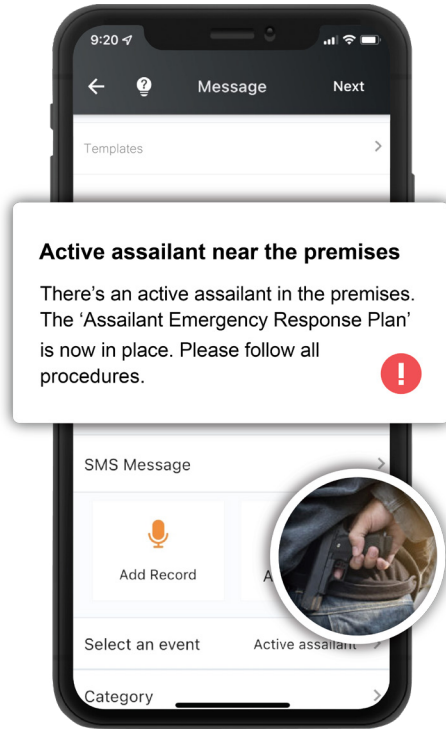 9:20
Message
Next
Templates
Active assailant near the premises
There's an active assailant in the premises.
The ‘Assailant Emergency Response Plan’
is now in place. Please follow all
procedures.
SMS Message
Add Record
A
Select an event
Active assailant
Category